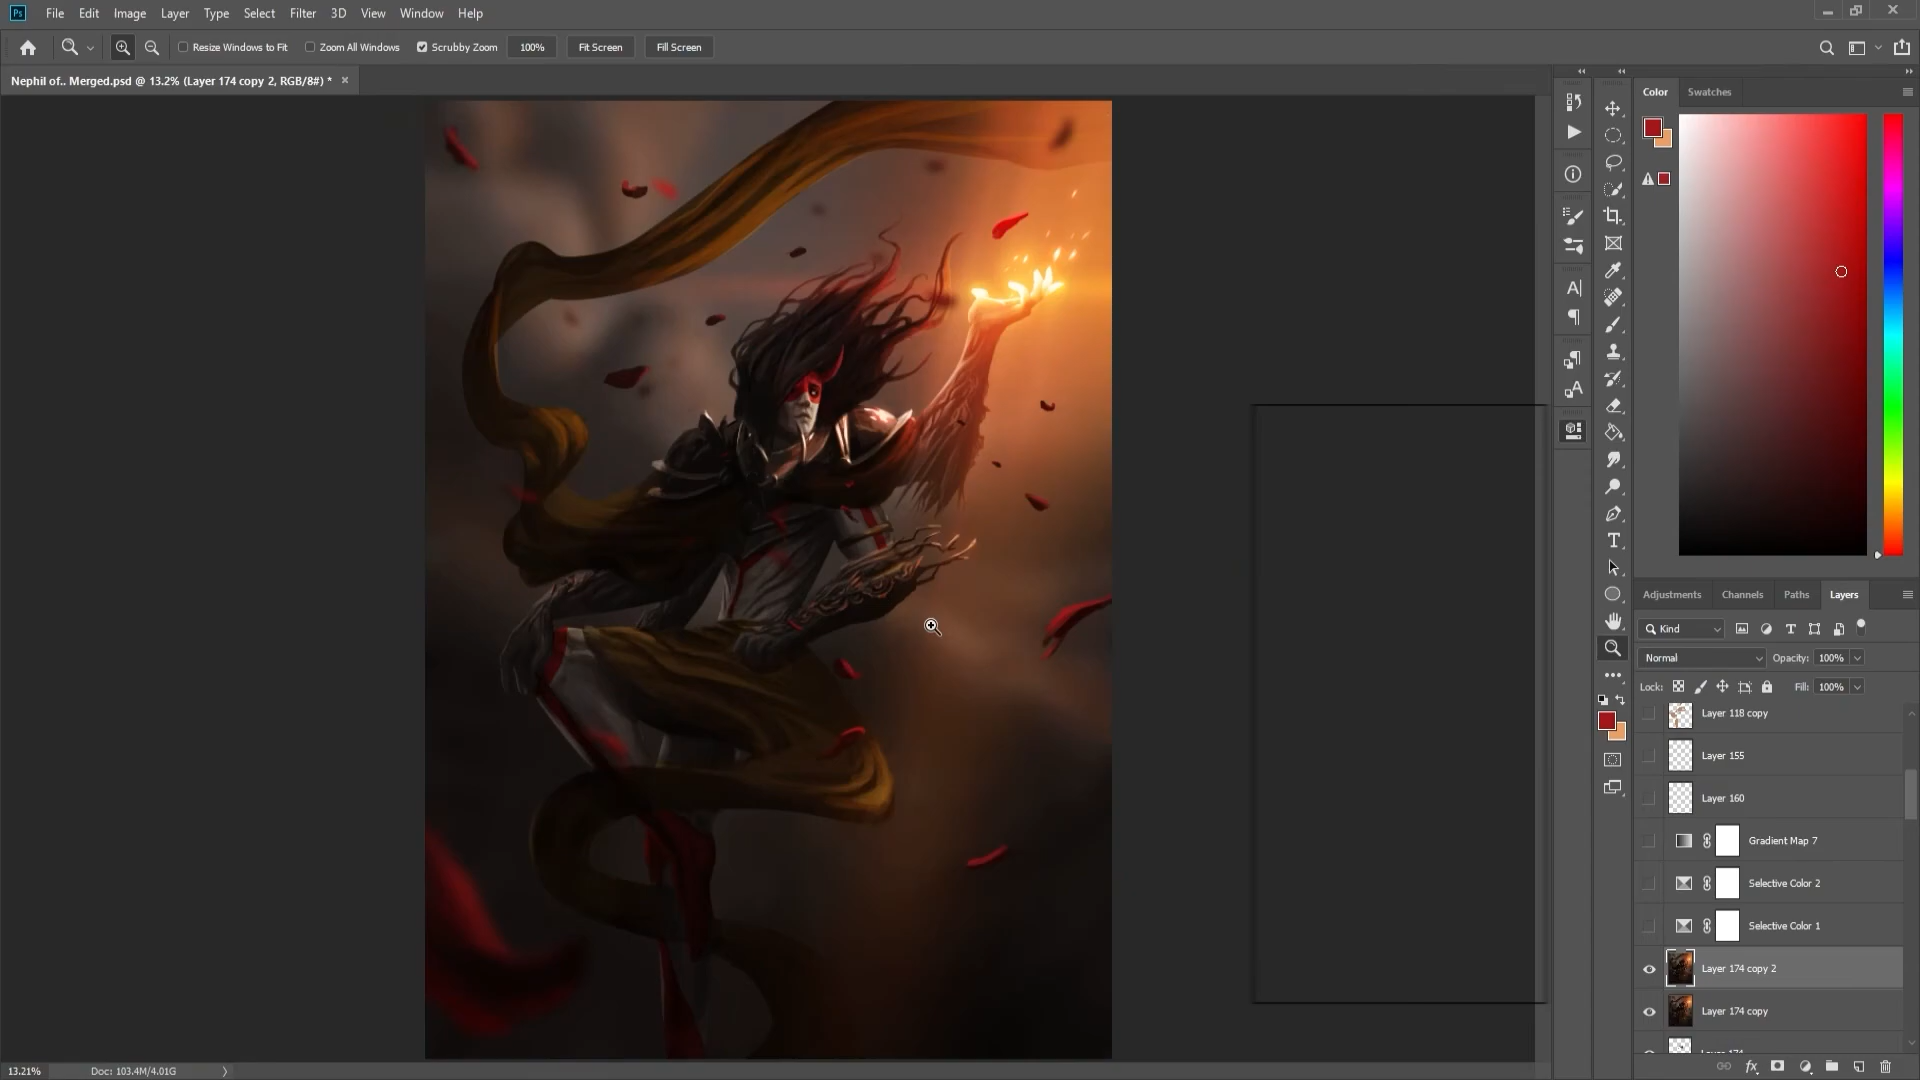 Ps File Edit Image Layer Type Select Filter 3D View Window Help
Resize Windows to Fit Zoom All Windows Scrubby Zoom 100% Fit Screen Fill Screen
Nephil of.. Merged.psd @ 13.2% (Layer 174 copy 2, RGB/8#) *
Color Swatches
Adjustments Channels Paths Layers
Kind
Normal Opacity: 100%
Lock: Fill: 100%
Layer 118 copy
Layer 155
Layer 160
Gradient Map 7
Selective Color 2
Selective Color 1
Layer 174 copy 2
Layer 174 copy
Layer 174
13.21% Doc: 103.4M/4.01G